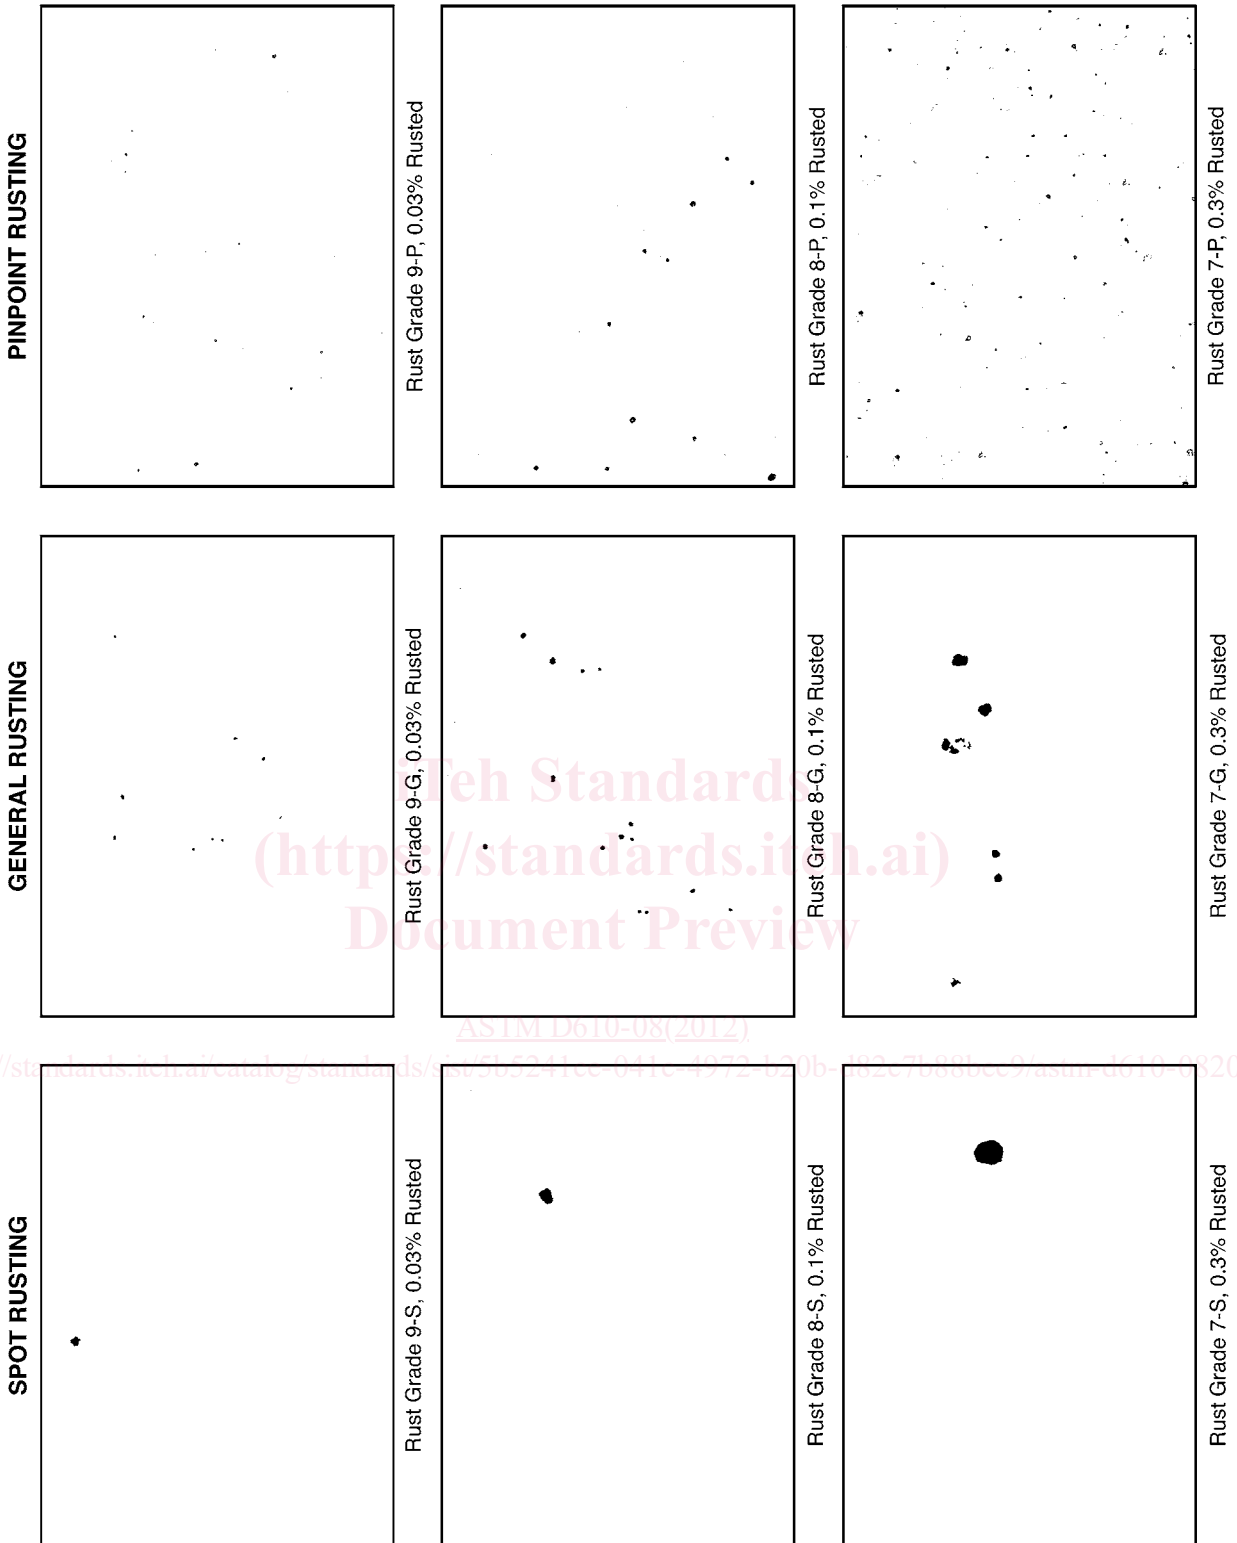 SPOT RUSTING
GENERAL RUSTING
PINPOINT RUSTING
Rust Grade 9-S, 0.03% Rusted
Rust Grade 9-G, 0.03% Rusted
Rust Grade 9-P, 0.03% Rusted
Rust Grade 8-S, 0.1% Rusted
Rust Grade 8-G, 0.1% Rusted
Rust Grade 8-P, 0.1% Rusted
Rust Grade 7-S, 0.3% Rusted
Rust Grade 7-G, 0.3% Rusted
Rust Grade 7-P, 0.3% Rusted
iTeh Standards
(https://standards.iteh.ai)
Document Preview
ASTM D610-08(2012)